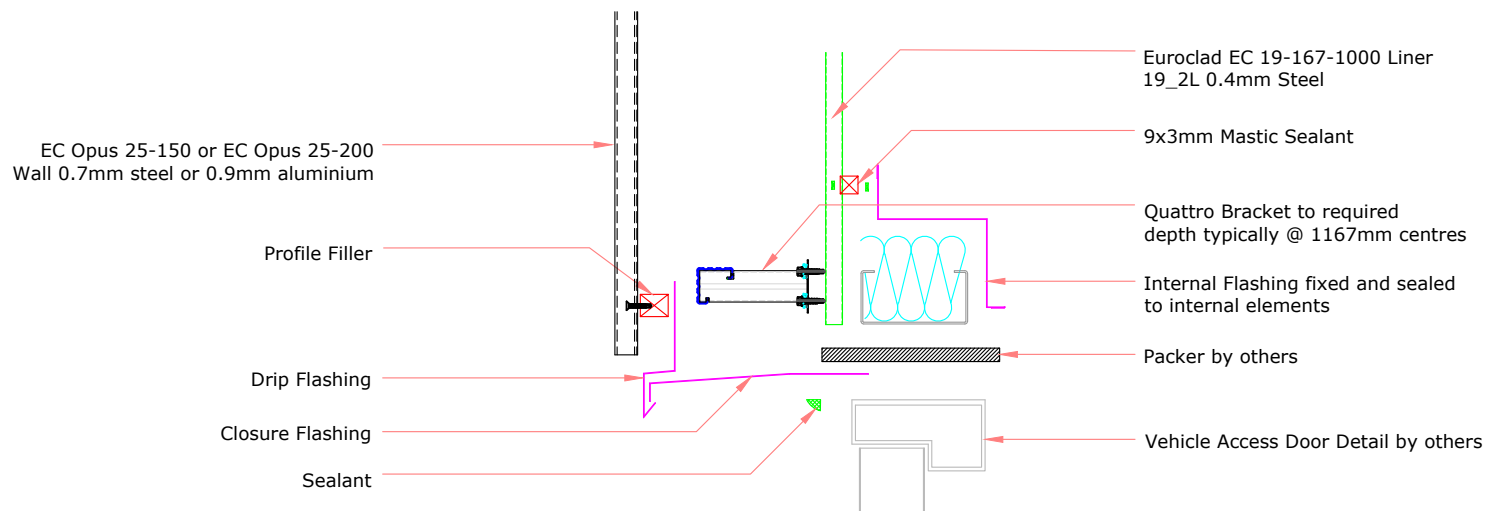 EC Opus 25-150 or EC Opus 25-200
Wall 0.7mm steel or 0.9mm aluminium
Profile Filler
Drip Flashing
Closure Flashing
Sealant
Euroclad EC 19-167-1000 Liner
19_2L 0.4mm Steel
9x3mm Mastic Sealant
Quattro Bracket to required
depth typically @ 1167mm centres
Internal Flashing fixed and sealed
to internal elements
Packer by others
Vehicle Access Door Detail by others